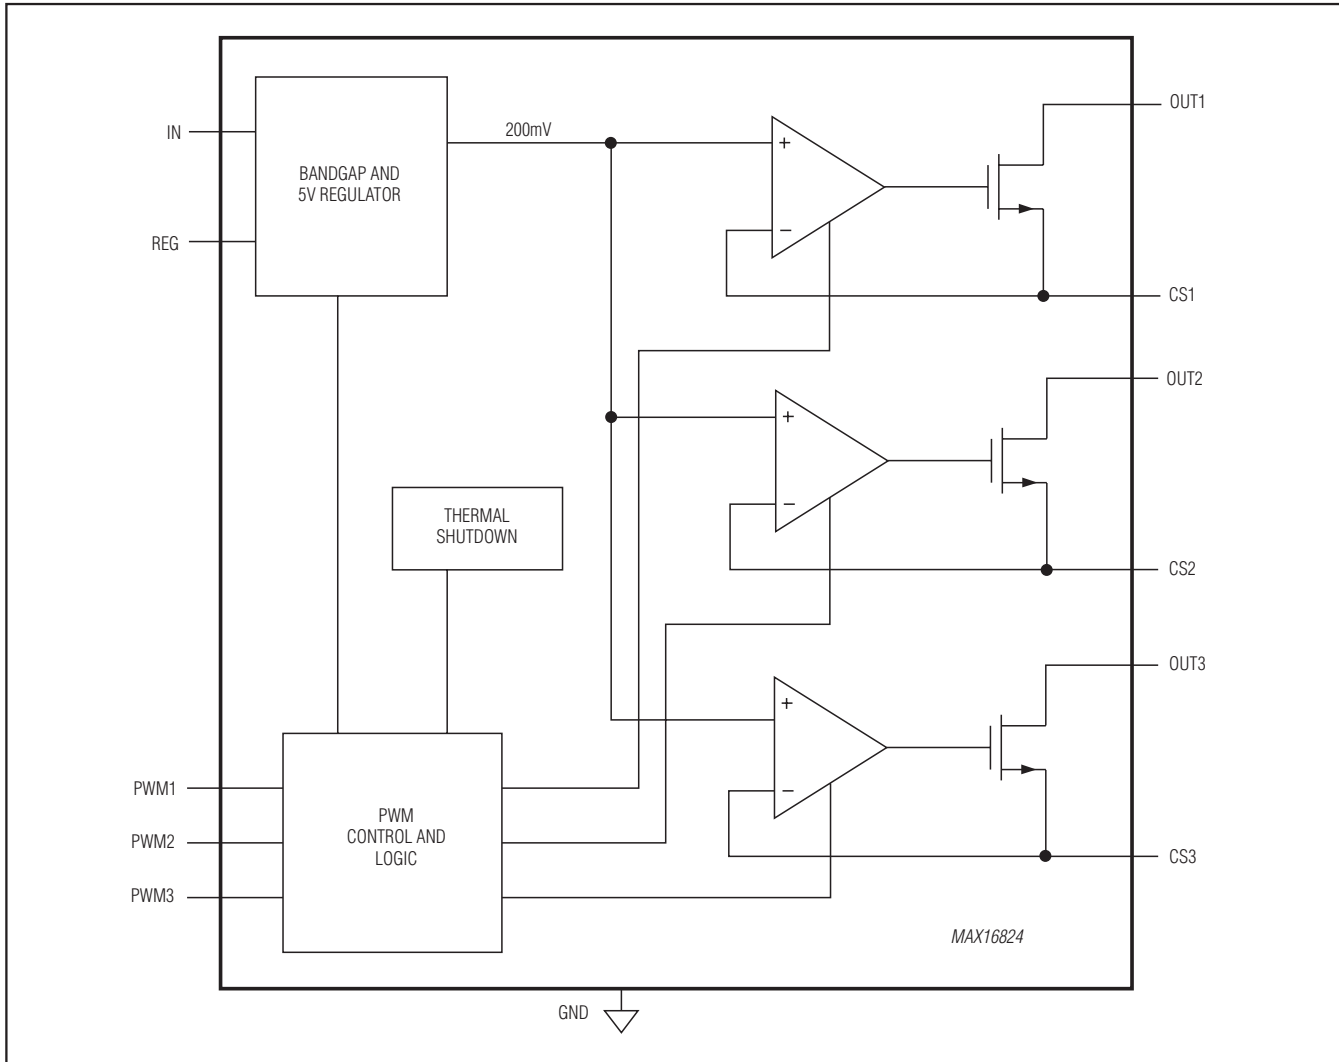 IN
REG
BANDGAP AND
5V REGULATOR
200mV
+
−
OUT1
CS1
+
−
OUT2
CS2
THERMAL
SHUTDOWN
+
−
OUT3
CS3
PWM1
PWM2
PWM3
PWM
CONTROL AND
LOGIC
MAX16824
GND